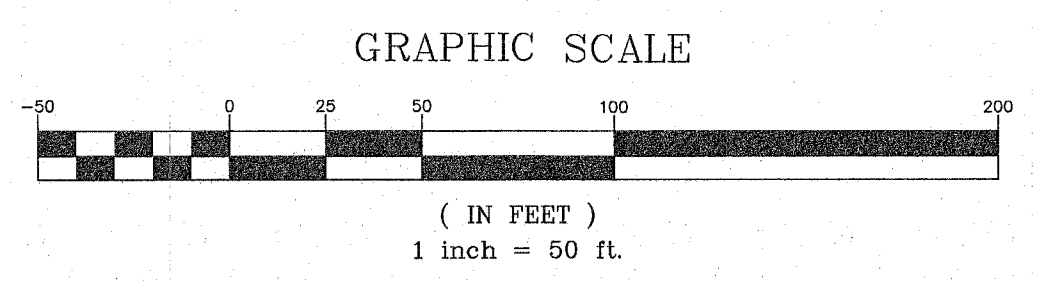 GRAPHIC SCALE
-50 0 25 50 100 200
( IN FEET )
1 inch = 50 ft.